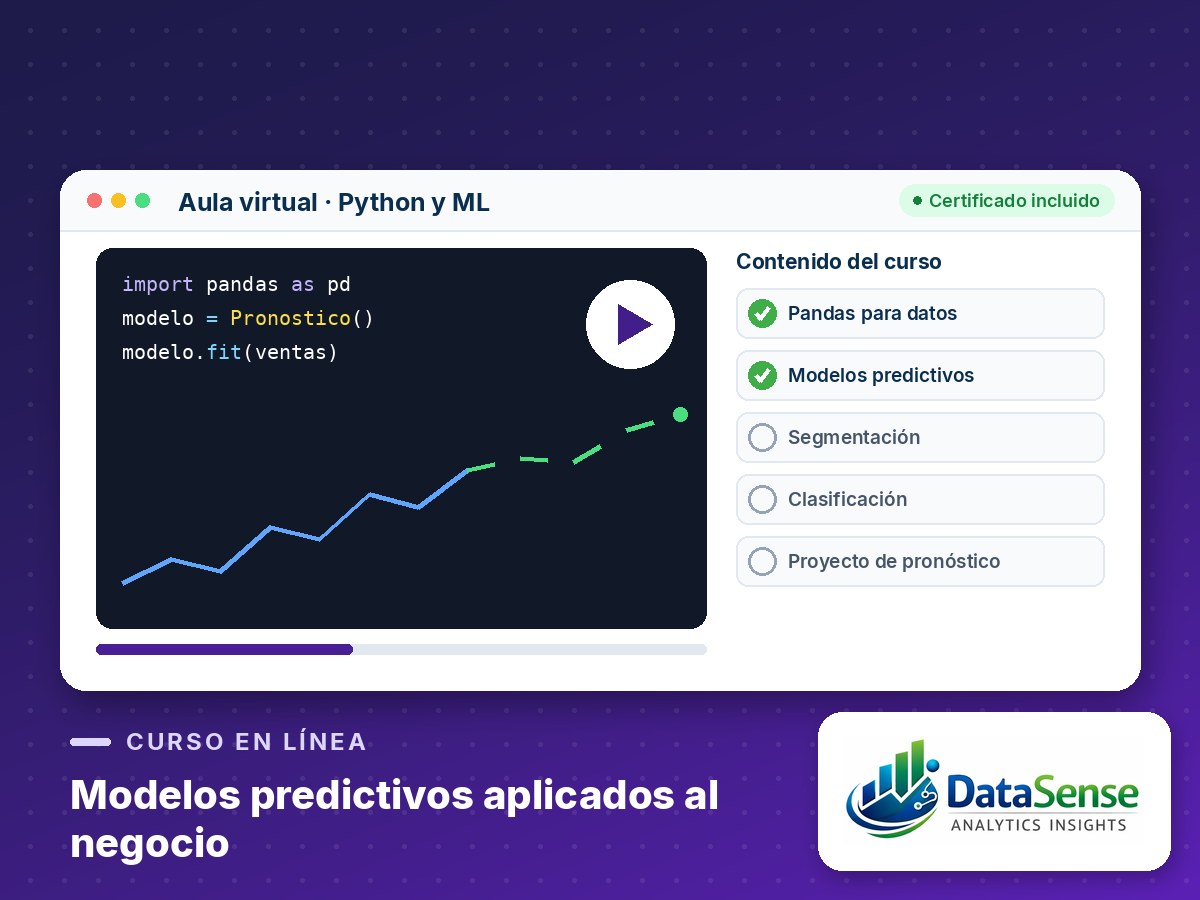 Aula virtual · Python y ML
Certificado incluido
import pandas as pd
modelo = Pronostico()
modelo.fit(ventas)
Contenido del curso
Pandas para datos
Modelos predictivos
Segmentación
Clasificación
Proyecto de pronóstico
CURSO EN LÍNEA
Modelos predictivos aplicados al
negocio
DataSense
ANALYTICS INSIGHTS